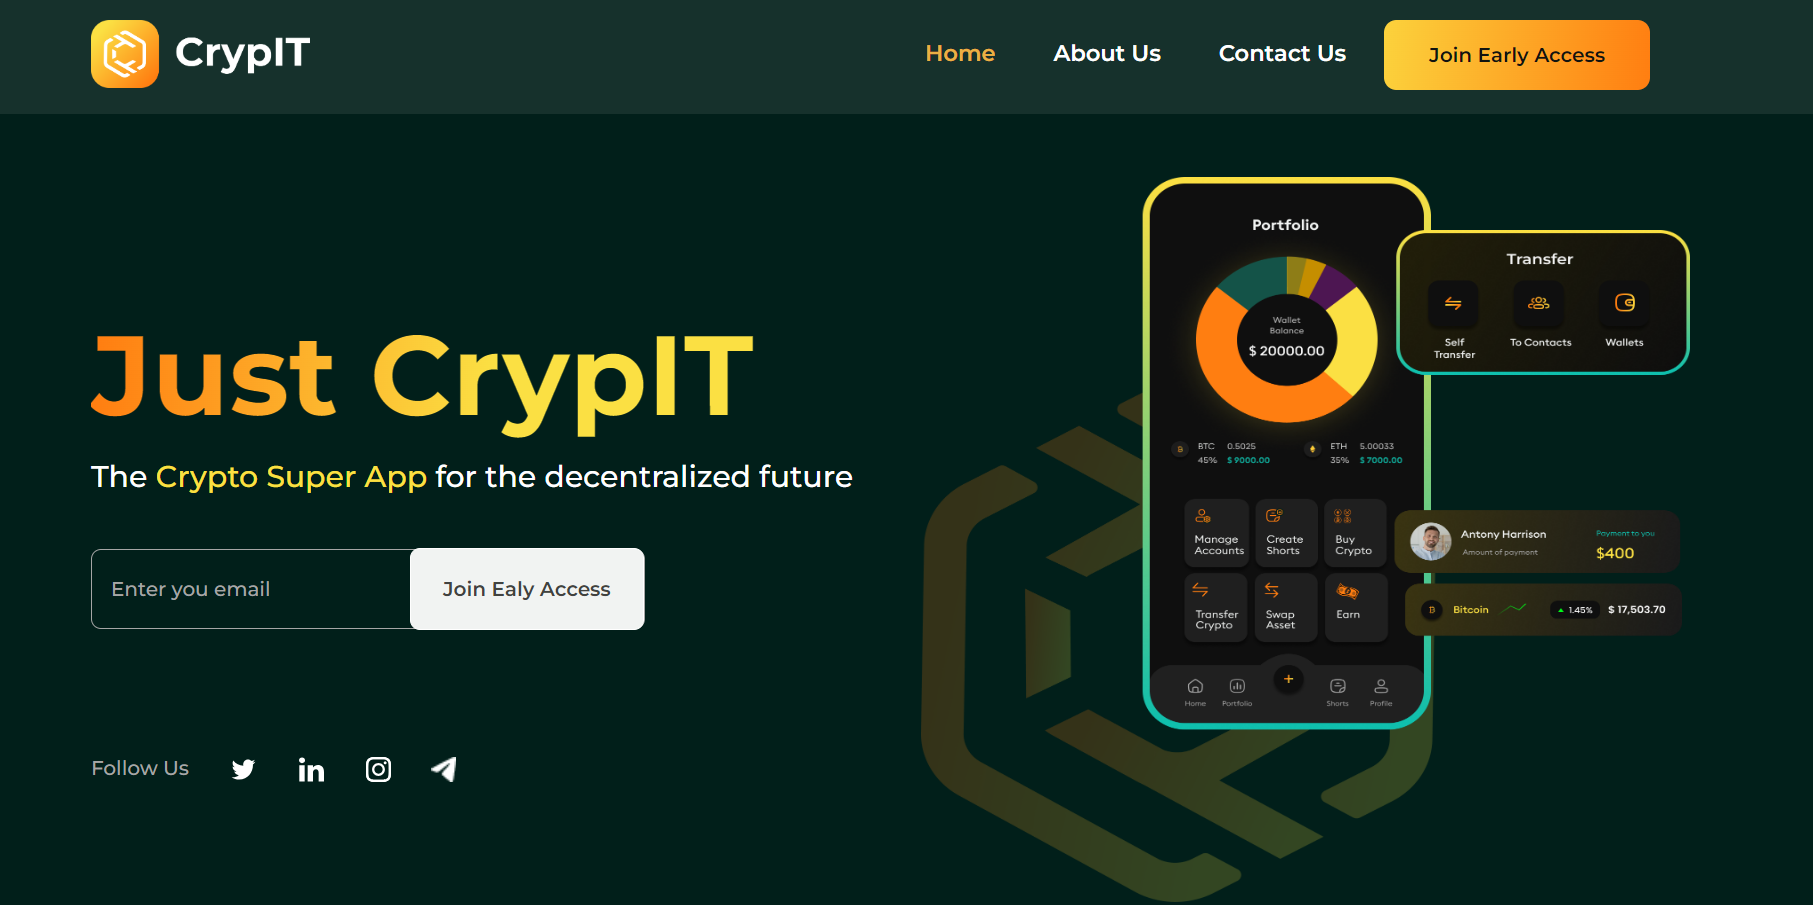 CrypIT
Home
About Us
Contact Us
Join Early Access
Just CrypIT
The Crypto Super App for the decentralized future
Enter you email
Join Ealy Access
Follow Us
Portfolio
Wallet
Balance
$ 20000.00
BTC 0.5025
45% $ 9000.00
ETH 5.00033
35% $ 7000.00
Manage
Accounts
Create
Shorts
Buy
Crypto
Transfer
Crypto
Swap
Asset
Earn
Home
Portfolio
+
Shorts
Profile
Transfer
Self
Transfer
To Contacts
Wallets
Antony Harrison
Amount of payment
Payment to you
$400
Bitcoin
1.45%
$ 17,503.70